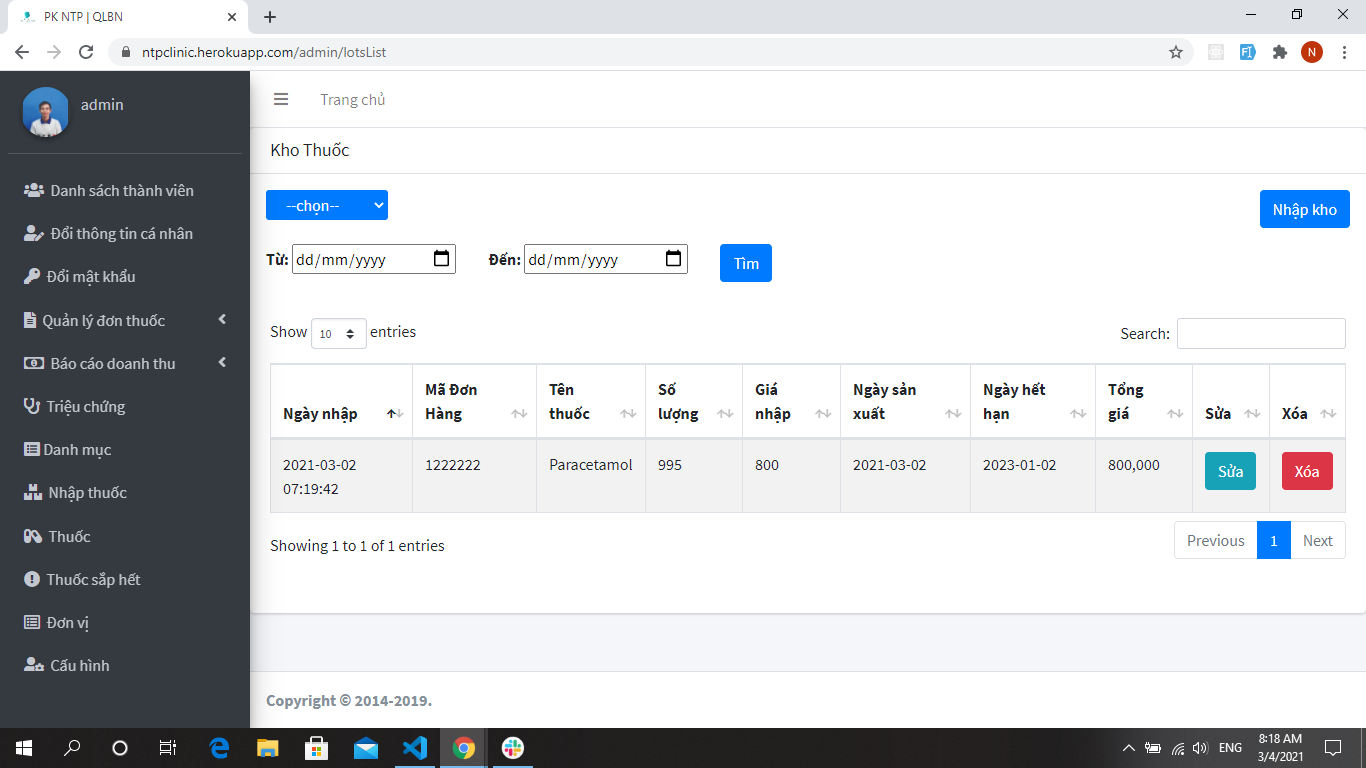 PK NTP | QLBN
ntpclinic.herokuapp.com/admin/lotsList
N
admin
Trang chủ
Kho Thuốc
Danh sách thành viên
Đổi thông tin cá nhân
Đổi mật khẩu
Quản lý đơn thuốc
Báo cáo doanh thu
Triệu chứng
Danh mục
Nhập thuốc
Thuốc
Thuốc sắp hết
Đơn vị
Cấu hình
--chọn--
Nhập kho
Từ: dd/mm/yyyy Đến: dd/mm/yyyy Tìm
Show 10 entries Search:
Ngày nhập Mã Đơn Hàng Tên thuốc Số lượng Giá nhập Ngày sản xuất Ngày hết hạn Tổng giá Sửa Xóa
2021-03-02 07:19:42 1222222 Paracetamol 995 800 2021-03-02 2023-01-02 800,000 Sửa Xóa
Showing 1 to 1 of 1 entries
Previous 1 Next
Copyright © 2014-2019.
ENG
8:18 AM
3/4/2021